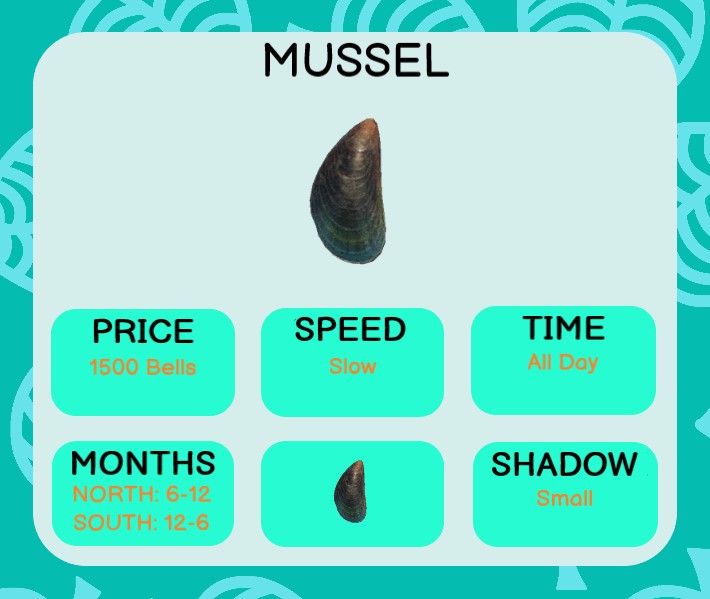 MUSSEL
PRICE
1500 Bells
SPEED
Slow
TIME
All Day
MONTHS
NORTH: 6-12
SOUTH: 12-6
SHADOW
Small